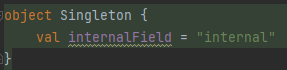 object Singleton {
    val internalField = "internal"
}